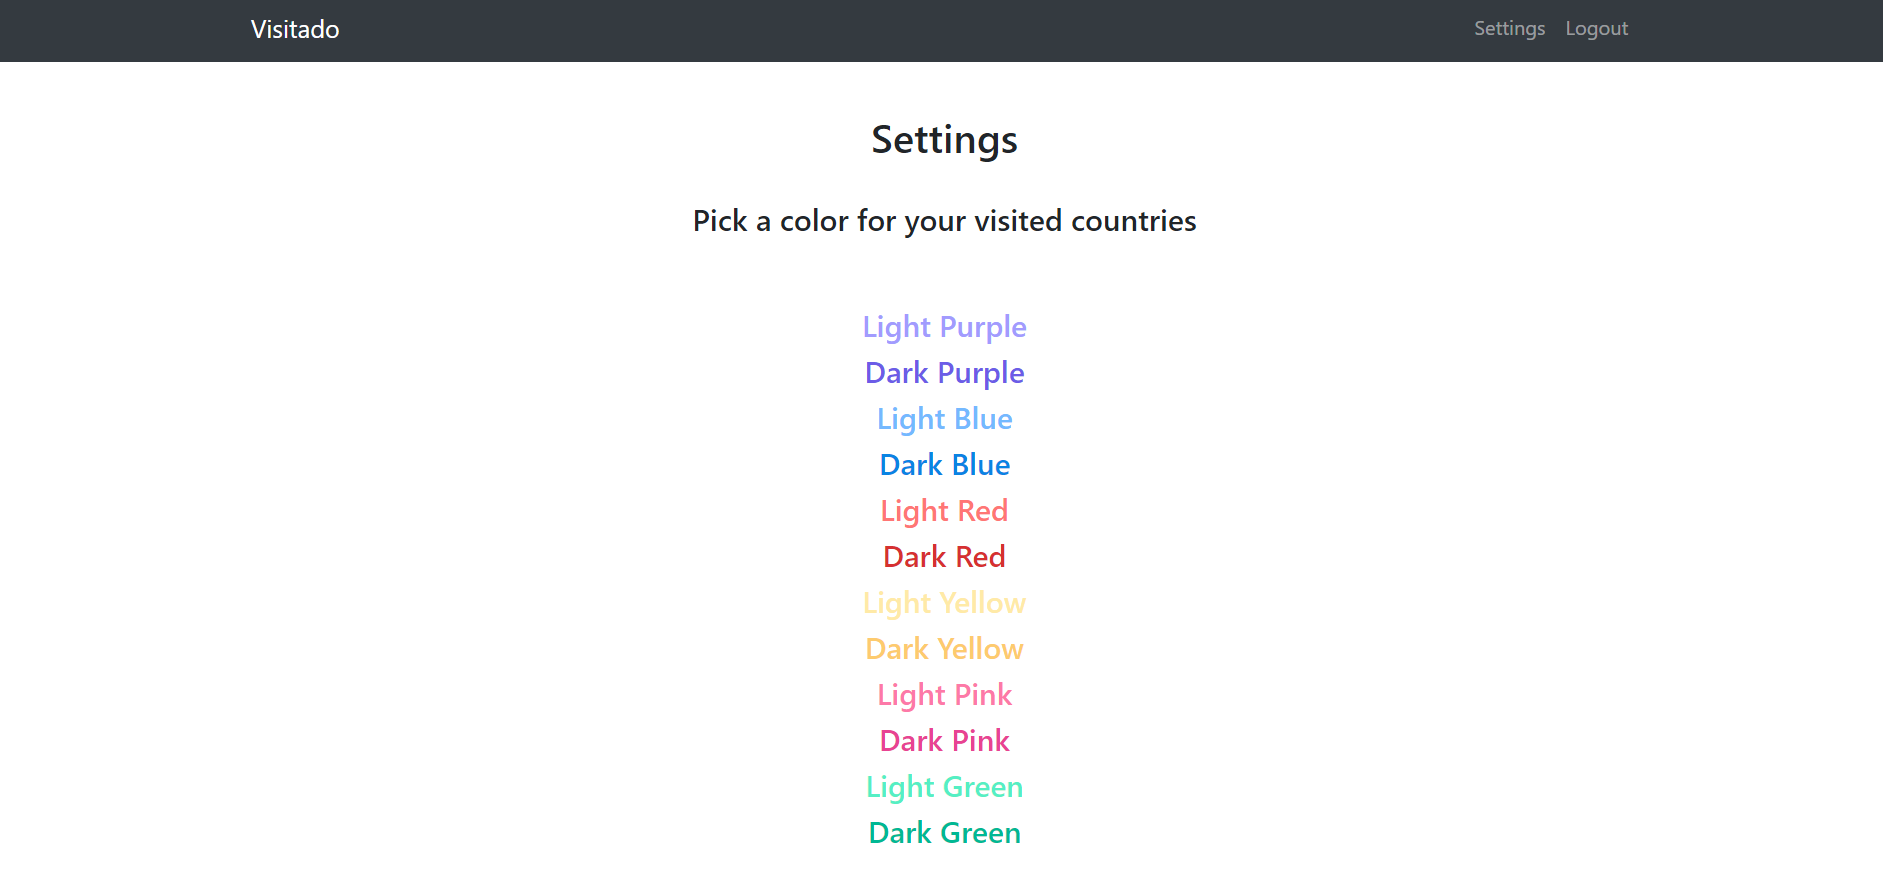 Visitado Settings Logout
Settings
Pick a color for your visited countries
Light Purple
Dark Purple
Light Blue
Dark Blue
Light Red
Dark Red
Light Yellow
Dark Yellow
Light Pink
Dark Pink
Light Green
Dark Green